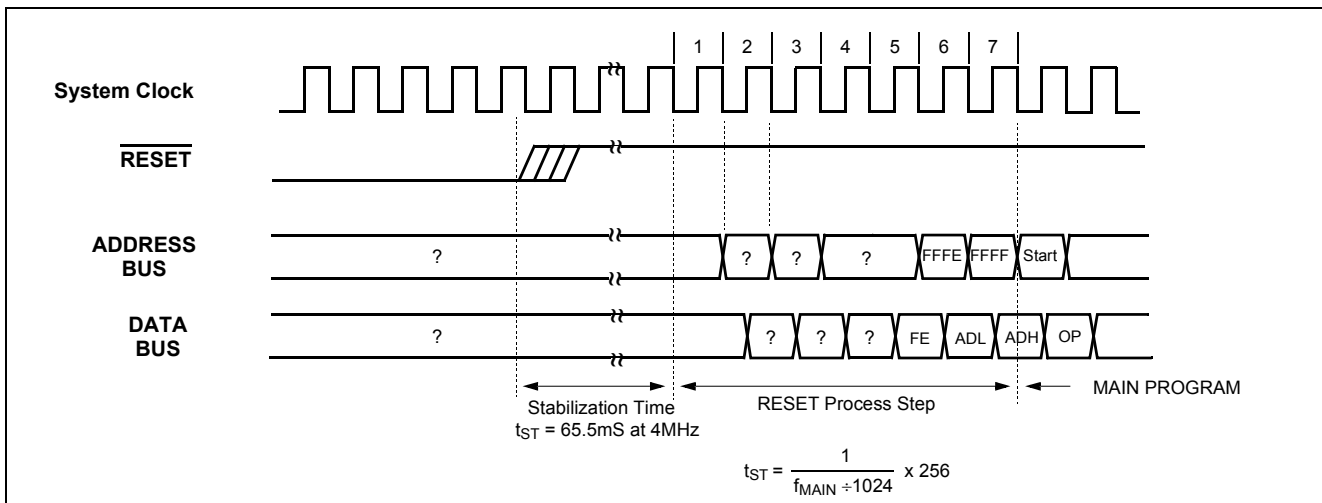 1 2 3 4 5 6 7
System Clock
RESET
ADDRESS BUS
? ? ? ? FFFE FFFF Start
DATA BUS
? ? ? ? FE ADL ADH OP
Stabilization Time
tST = 65.5mS at 4MHz
RESET Process Step
MAIN PROGRAM
tST = 1 / fMAIN ÷1024 x 256